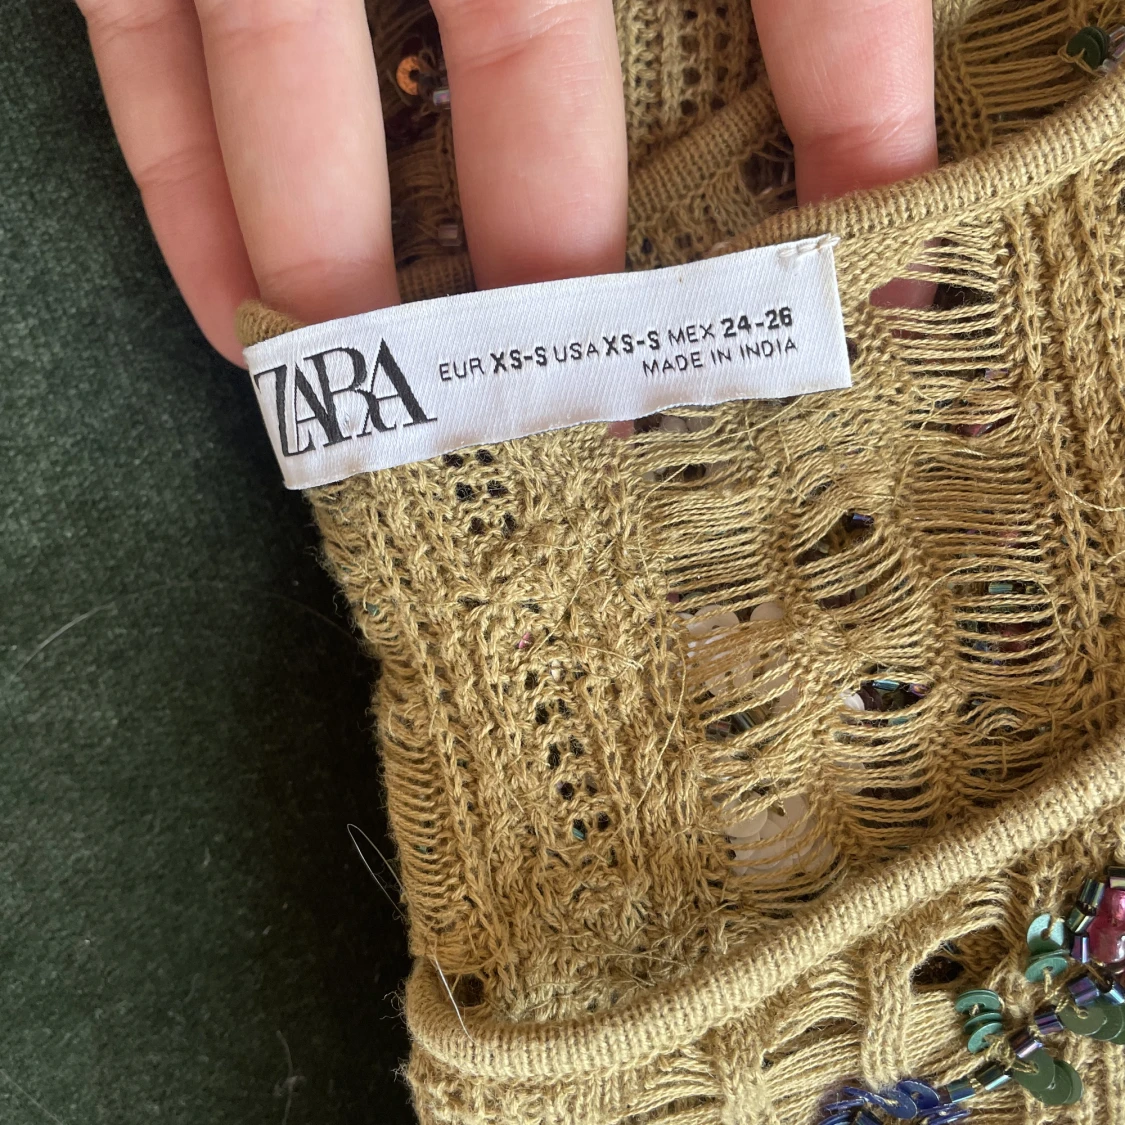 ZARA
EUR XS-S USA XS-S MEX 24-26
MADE IN INDIA